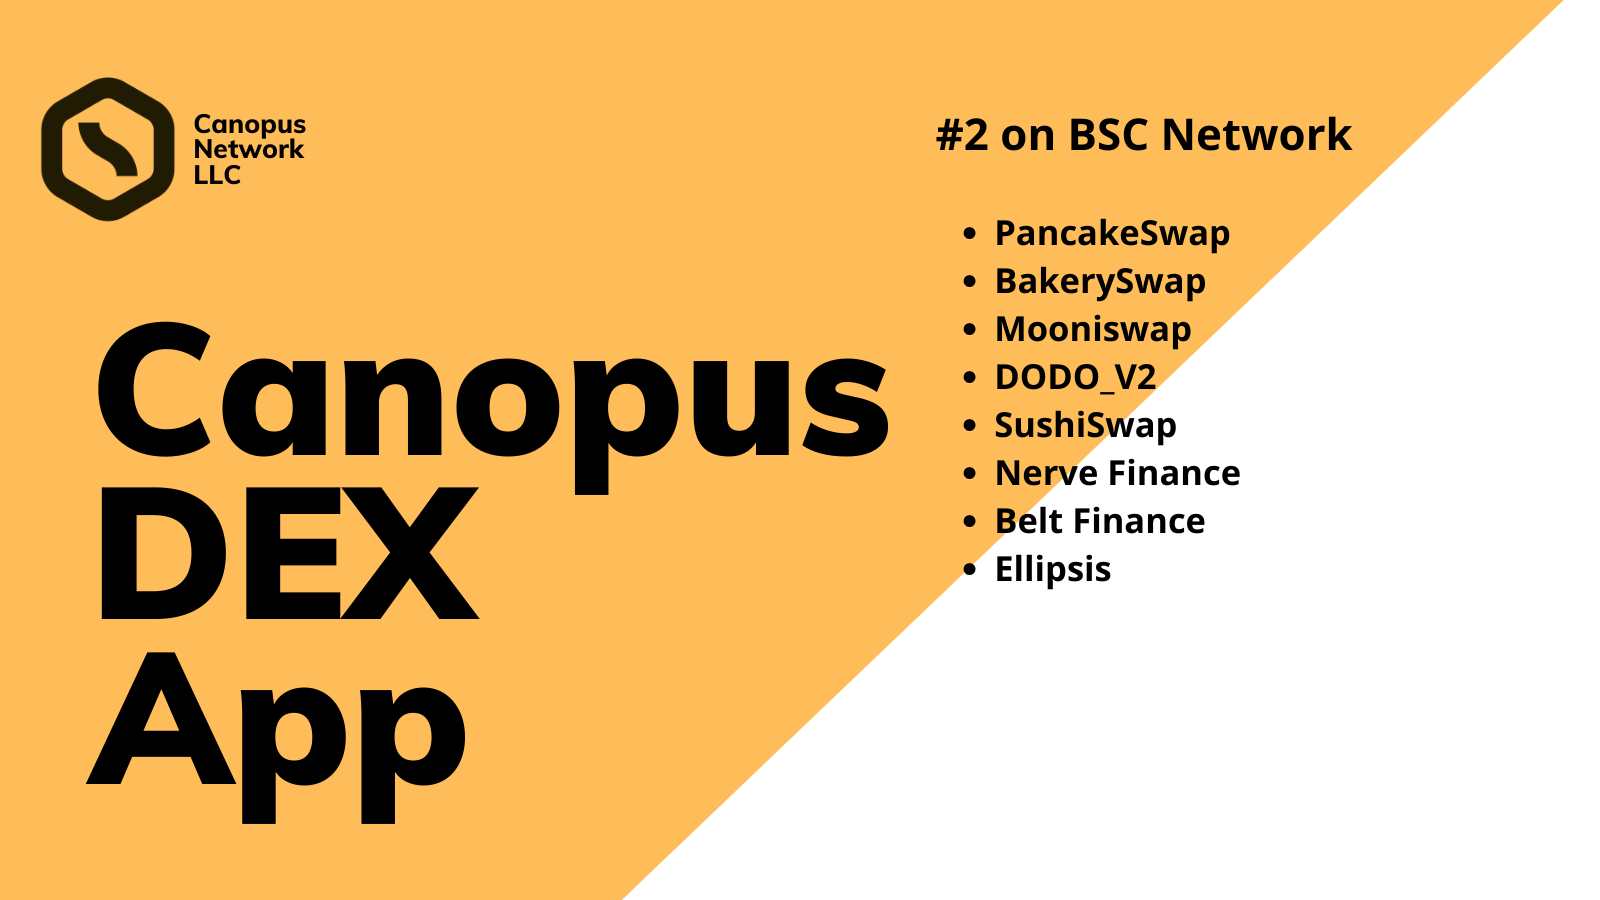 Canopus
Network
LLC
Canopus
DEX
App
#2 on BSC Network
PancakeSwap
BakerySwap
Mooniswap
DODO_V2
SushiSwap
Nerve Finance
Belt Finance
Ellipsis